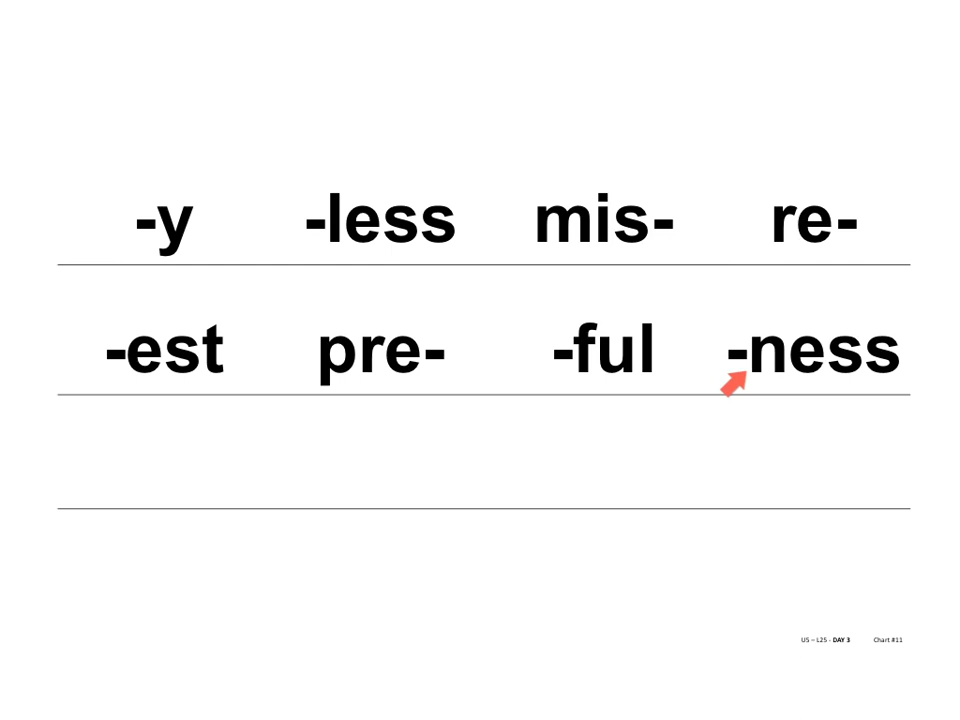 -y -less mis- re-
-est pre- -ful -ness
U5 – L25 - DAY 3 Chart #11